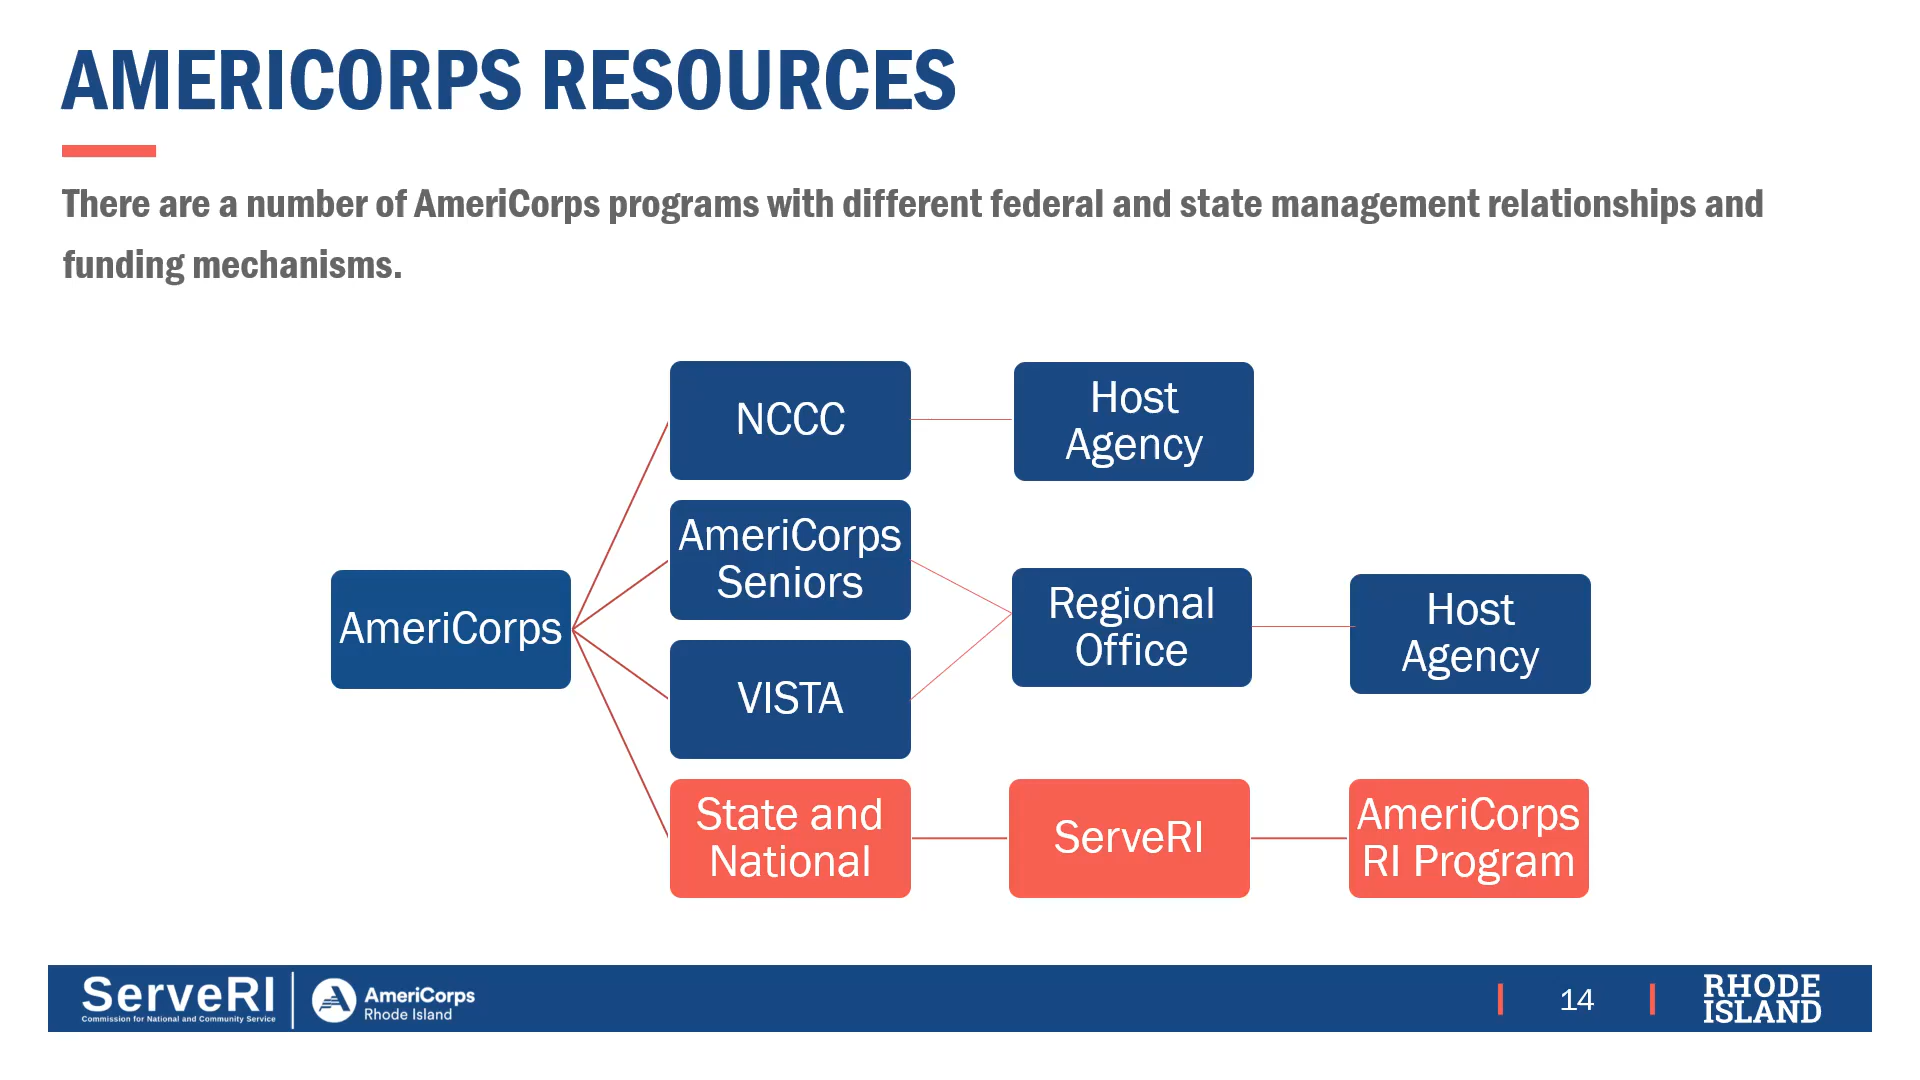 AMERICORPS RESOURCES
There are a number of AmeriCorps programs with different federal and state management relationships and
funding mechanisms.
NCCC
Host
Agency
AmeriCorps
Seniors
AmeriCorps
Regional
Office
Host
Agency
VISTA
State and
National
ServeRI
AmeriCorps
RI Program
ServeRI
Commission for National and Community Service
AmeriCorps
Rhode Island
14
RHODE
ISLAND